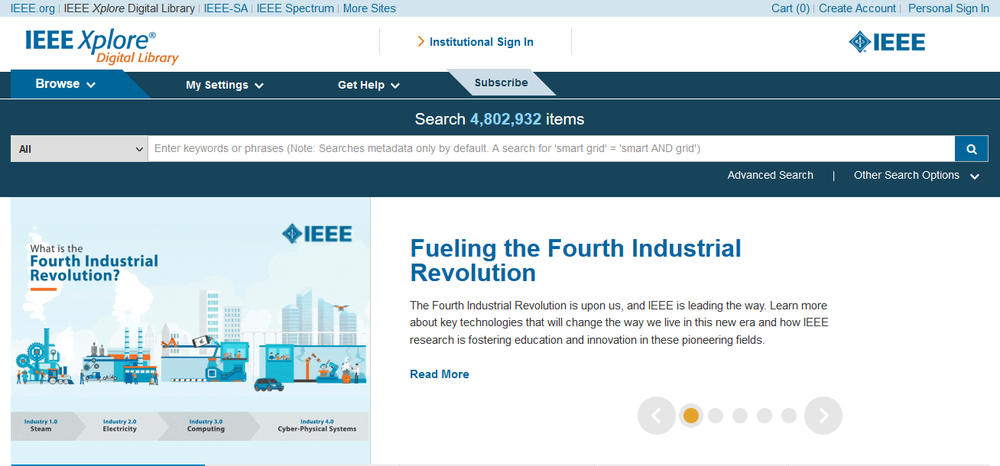 IEEE.org | IEEE Xplore Digital Library | IEEE-SA | IEEE Spectrum | More Sites
Cart (0) | Create Account | Personal Sign In
IEEE Xplore®
Digital Library
Institutional Sign In
IEEE
Browse
My Settings
Get Help
Subscribe
Search 4,802,932 items
All
Enter keywords or phrases (Note: Searches metadata only by default. A search for 'smart grid' = 'smart AND grid')
Advanced Search | Other Search Options
IEEE
What is the
Fourth Industrial
Revolution?
Industry 1.0
Steam
Industry 2.0
Electricity
Industry 3.0
Computing
Industry 4.0
Cyber-Physical Systems
Fueling the Fourth Industrial
Revolution
The Fourth Industrial Revolution is upon us, and IEEE is leading the way. Learn more
about key technologies that will change the way we live in this new era and how IEEE
research is fostering education and innovation in these pioneering fields.
Read More